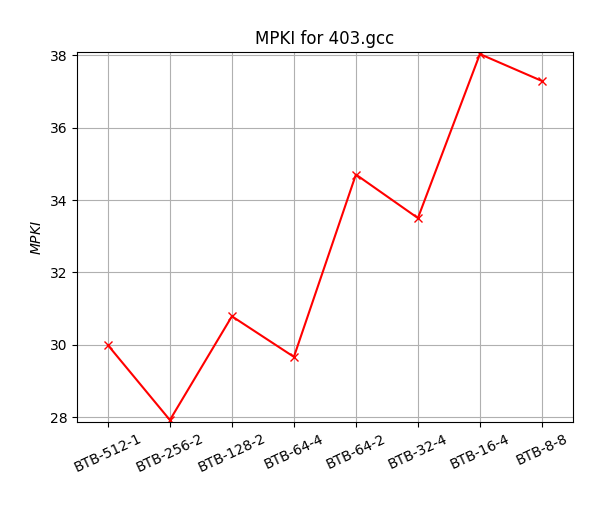 MPKI for 403.gcc
MPKI
38
36
34
32
30
28
BTB-512-1
BTB-256-2
BTB-128-2
BTB-64-4
BTB-64-2
BTB-32-4
BTB-16-4
BTB-8-8